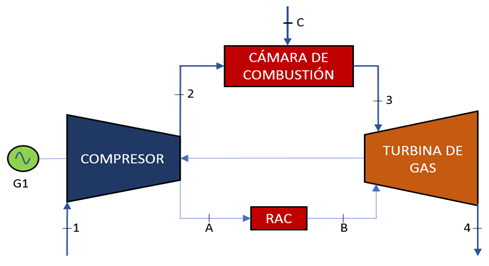 C
CÁMARA DE
COMBUSTIÓN
2
3
COMPRESOR
TURBINA DE
GAS
G1
RAC
A
B
1
4